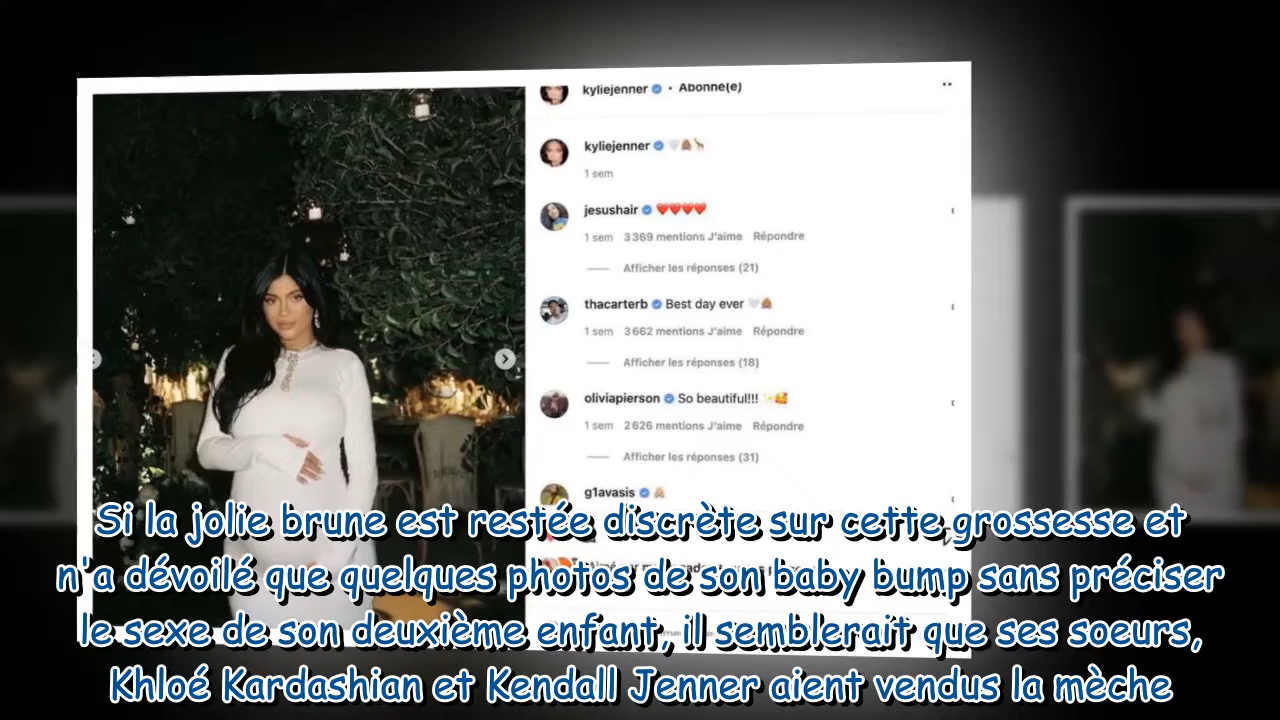 kyliejenner • Abonne(e)
kyliejenner
1 sem
jesushair
1 sem 3 369 mentions J'aime Répondre
Afficher les réponses (21)
thacarterb Best day ever
1 sem 3 662 mentions J'aime Répondre
Afficher les réponses (18)
oliviapierson So beautiful!!!
1 sem 2 626 mentions J'aime Répondre
Afficher les réponses (31)
g1avasis
Si la jolie brune est restée discrète sur cette grossesse et
n'a dévoilé que quelques photos de son baby bump sans préciser
le sexe de son deuxième enfant, il semblerait que ses soeurs,
Khloé Kardashian et Kendall Jenner aient vendus la mèche